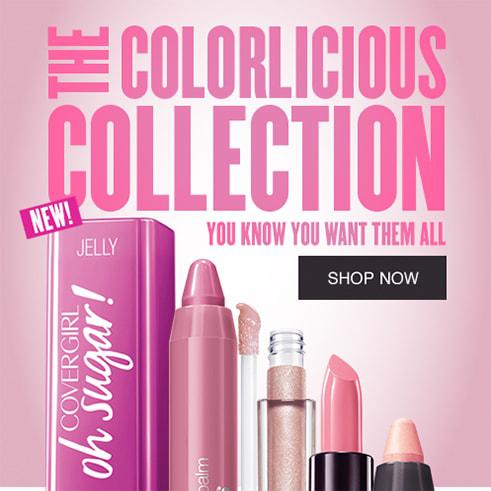 THE COLORLICIOUS
COLLECTION
NEW!
YOU KNOW YOU WANT THEM ALL
SHOP NOW
JELLY
COVERGIRL
oh sugar!
balm